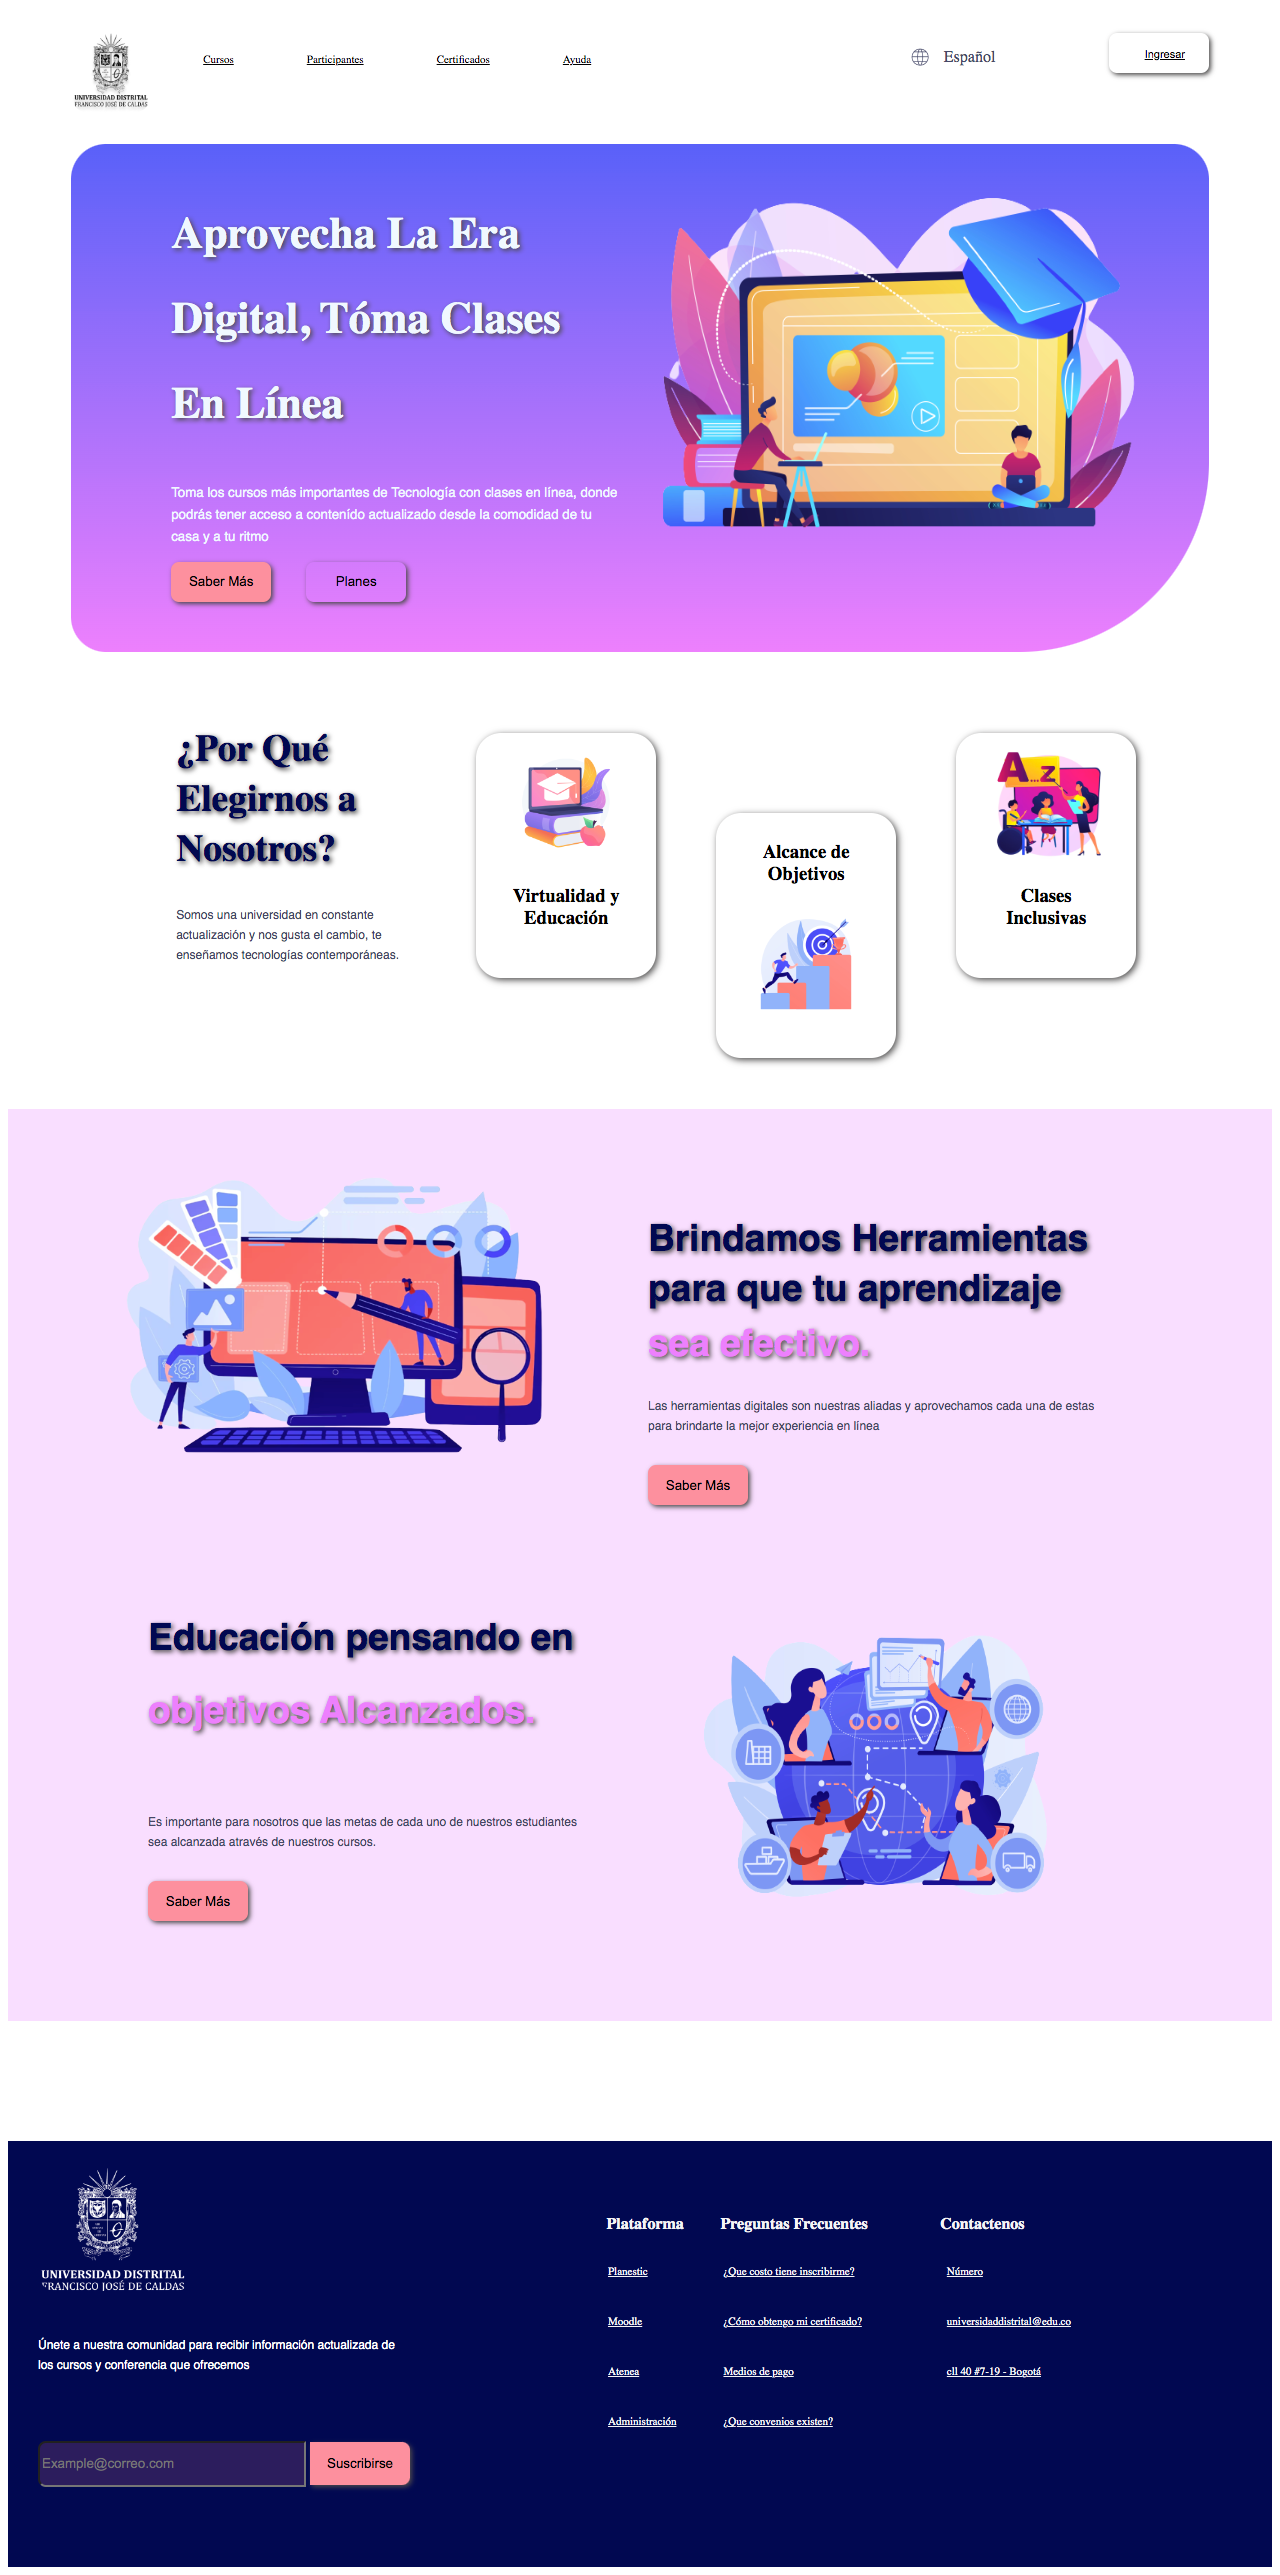 UNIVERSIDAD DISTRITAL
FRANCISCO JOSÉ DE CALDAS
Cursos
Participantes
Certificados
Ayuda
Español
Ingresar
Aprovecha La Era
Digital, Tóma Clases
En Línea
Toma los cursos más importantes de Tecnología con clases en línea, donde
podrás tener acceso a contenído actualizado desde la comodidad de tu
casa y a tu ritmo
Saber Más
Planes
¿Por Qué
Elegirnos a
Nosotros?
Somos una universidad en constante
actualización y nos gusta el cambio, te
enseñamos tecnologías contemporáneas.
Virtualidad y
Educación
Alcance de
Objetivos
A...Z
Clases
Inclusivas
Brindamos Herramientas
para que tu aprendizaje
sea efectivo.
Las herramientas digitales son nuestras aliadas y aprovechamos cada una de estas
para brindarte la mejor experiencia en línea
Saber Más
Educación pensando en
objetivos Alcanzados.
Es importante para nosotros que las metas de cada uno de nuestros estudiantes
sea alcanzada através de nuestros cursos.
Saber Más
UNIVERSIDAD DISTRITAL
FRANCISCO JOSÉ DE CALDAS
Únete a nuestra comunidad para recibir información actualizada de
los cursos y conferencia que ofrecemos
Example@correo.com
Suscribirse
Plataforma
Planestic
Moodle
Atenea
Administración
Preguntas Frecuentes
¿Que costo tiene inscribirme?
¿Cómo obtengo mi certificado?
Medios de pago
¿Que convenios existen?
Contactenos
Número
universidaddistrital@edu.co
cll 40 #7-19 - Bogotá